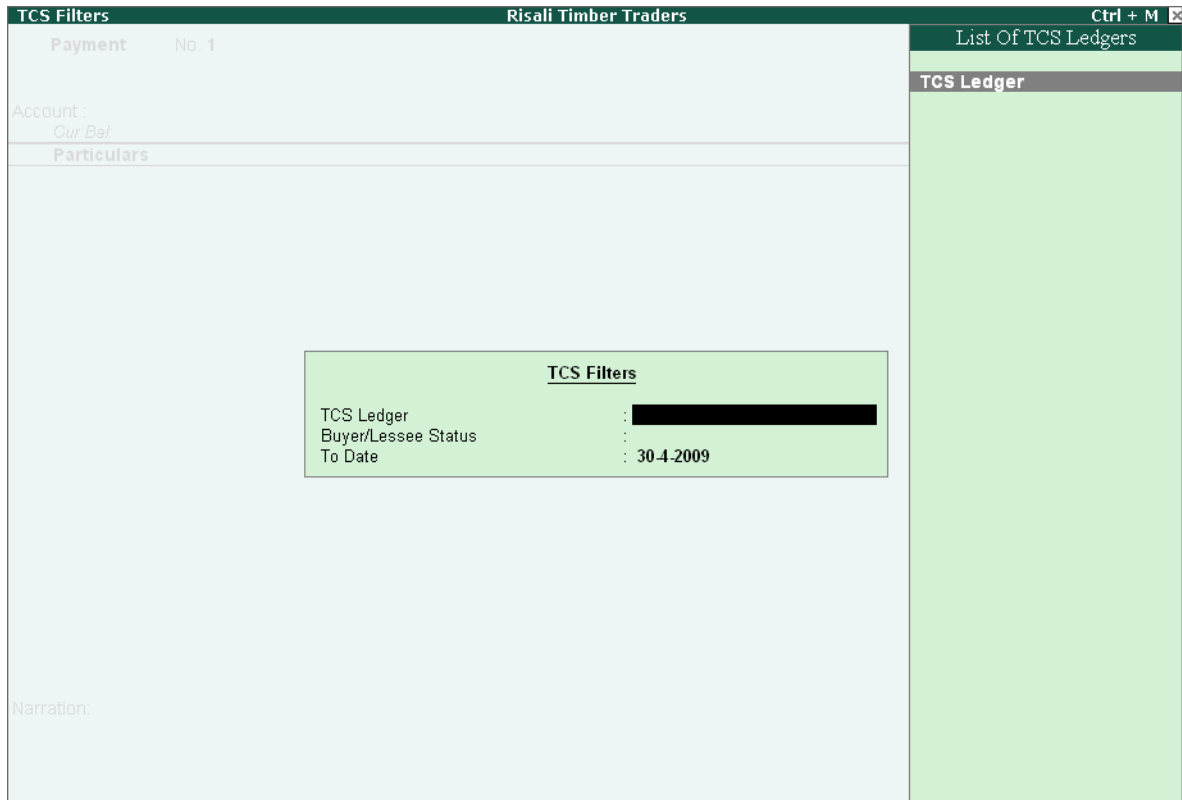 TCS Filters Risali Timber Traders Ctrl + M
Payment No. 1
List Of TCS Ledgers
TCS Ledger
Account :
Cur Bal:
Particulars
TCS Filters
TCS Ledger :
Buyer/Lessee Status :
To Date : 30-4-2009
Narration: